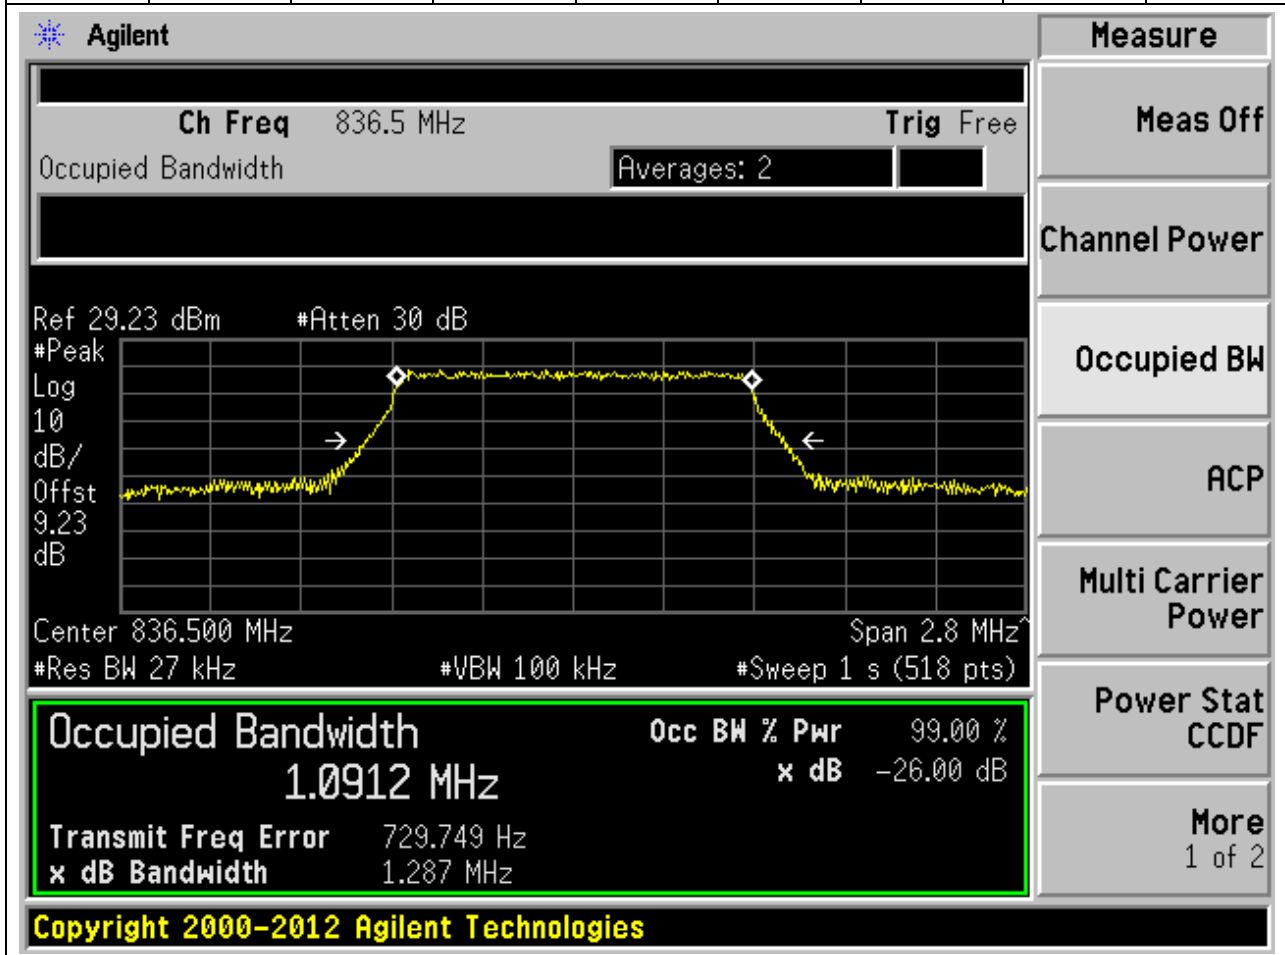 Agilent
Measure
Ch Freq 836.5 MHz Trig Free
Occupied Bandwidth Averages: 2
Meas Off
Channel Power
Occupied BW
ACP
Multi Carrier
Power
Power Stat
CCDF
More
1 of 2
Ref 29.23 dBm #Atten 30 dB
#Peak
Log
10
dB/
Offst
9.23
dB
Center 836.500 MHz Span 2.8 MHz^
#Res BW 27 kHz #VBW 100 kHz #Sweep 1 s (518 pts)
Occupied Bandwidth Occ BW % Pwr 99.00 %
1.0912 MHz x dB -26.00 dB
Transmit Freq Error 729.749 Hz
x dB Bandwidth 1.287 MHz
Copyright 2000-2012 Agilent Technologies